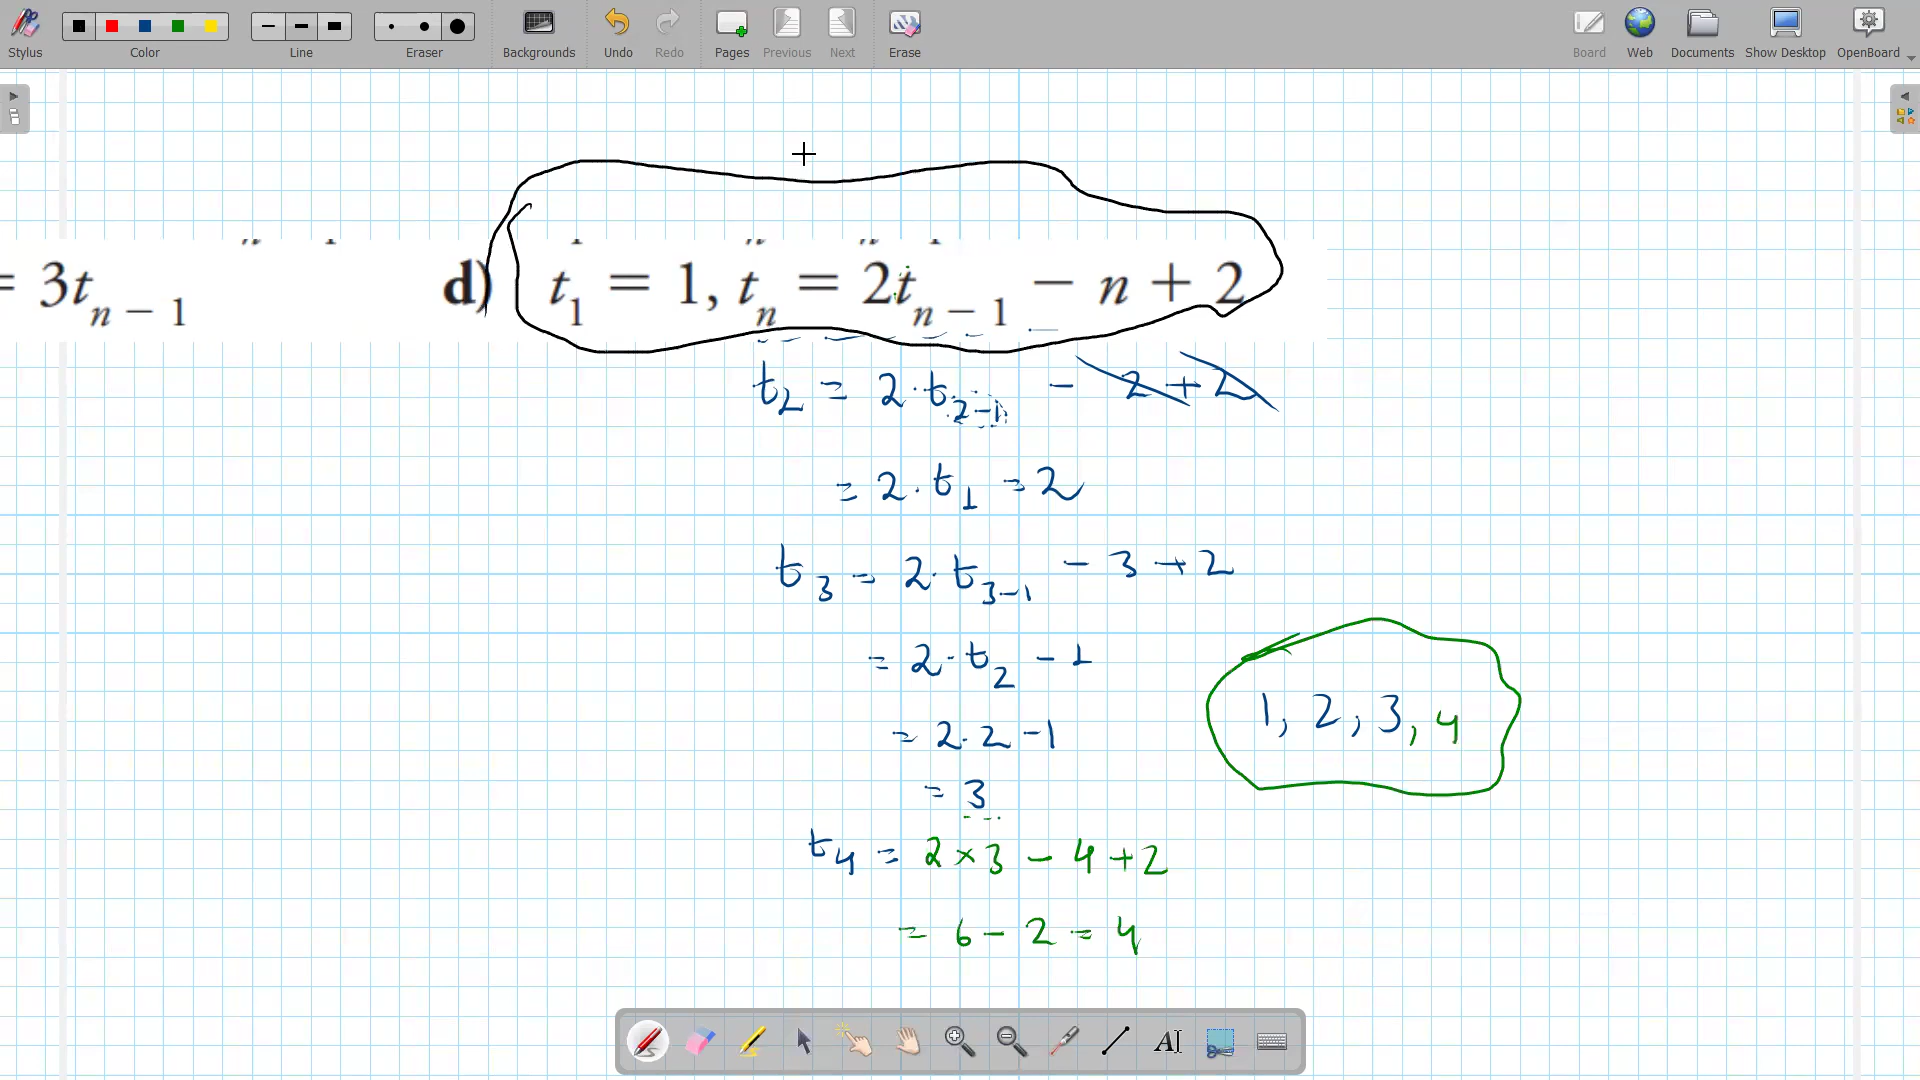 Stylus Color Line Eraser Backgrounds Undo Redo Pages Previous Next Erase Board Web Documents Show Desktop OpenBoard
= 3t_{n - 1} d) t_1 = 1, t_n = 2t_{n - 1} - n + 2
t_2 = 2 · t_{2-1} - 2 + 2
= 2 · t_1 = 2
t_3 = 2 · t_{3-1} - 3 + 2
= 2 · t_2 - 1
1, 2, 3, 4
= 2 · 2 - 1
= 3
t_4 = 2 × 3 - 4 + 2
= 6 - 2 = 4